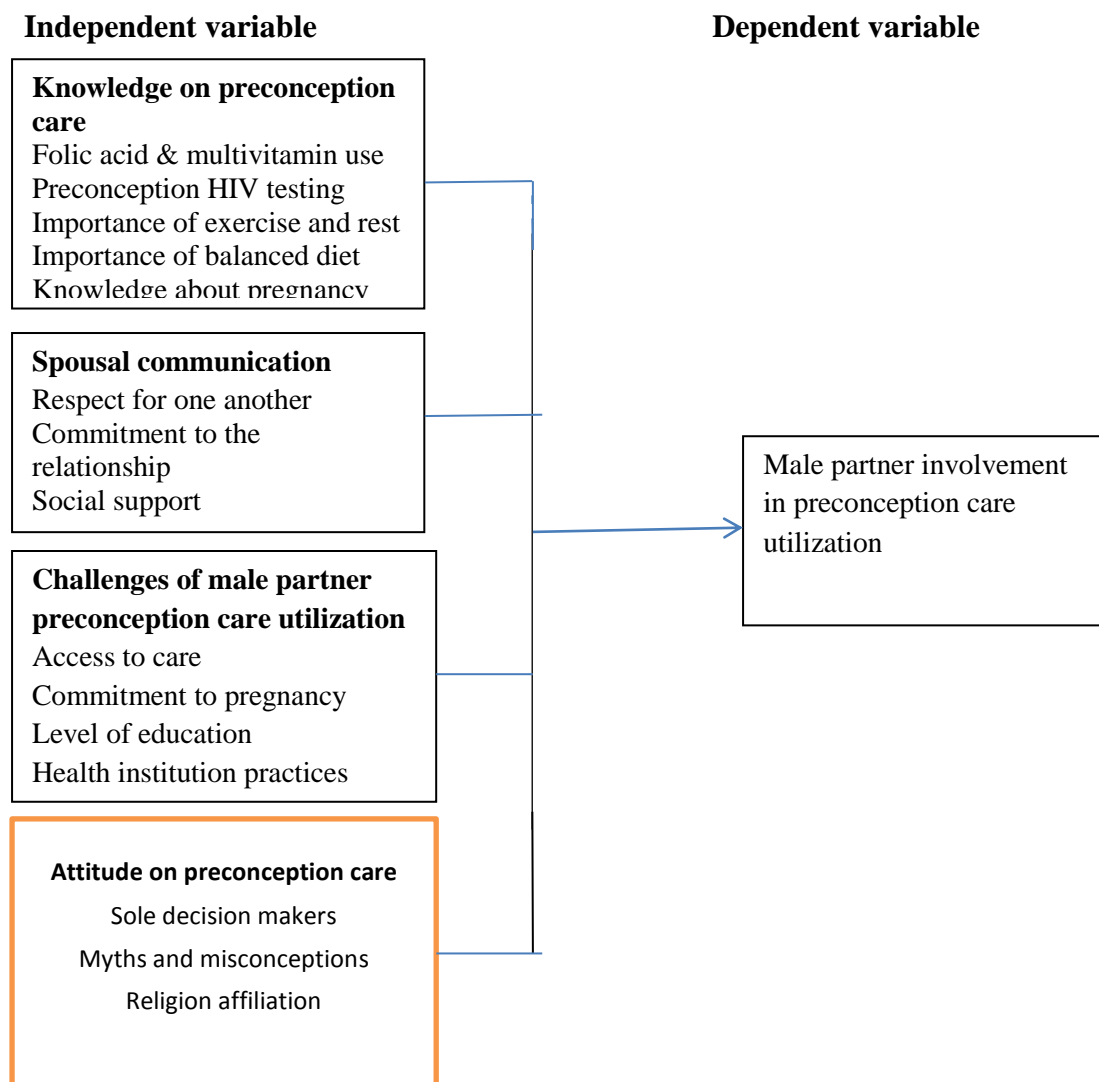 Independent variable
Dependent variable
Knowledge on preconception
care
Folic acid & multivitamin use
Preconception HIV testing
Importance of exercise and rest
Importance of balanced diet
Knowledge about pregnancy
Spousal communication
Respect for one another
Commitment to the
relationship
Social support
Challenges of male partner
preconception care utilization
Access to care
Commitment to pregnancy
Level of education
Health institution practices
Attitude on preconception care
Sole decision makers
Myths and misconceptions
Religion affiliation
Male partner involvement
in preconception care
utilization